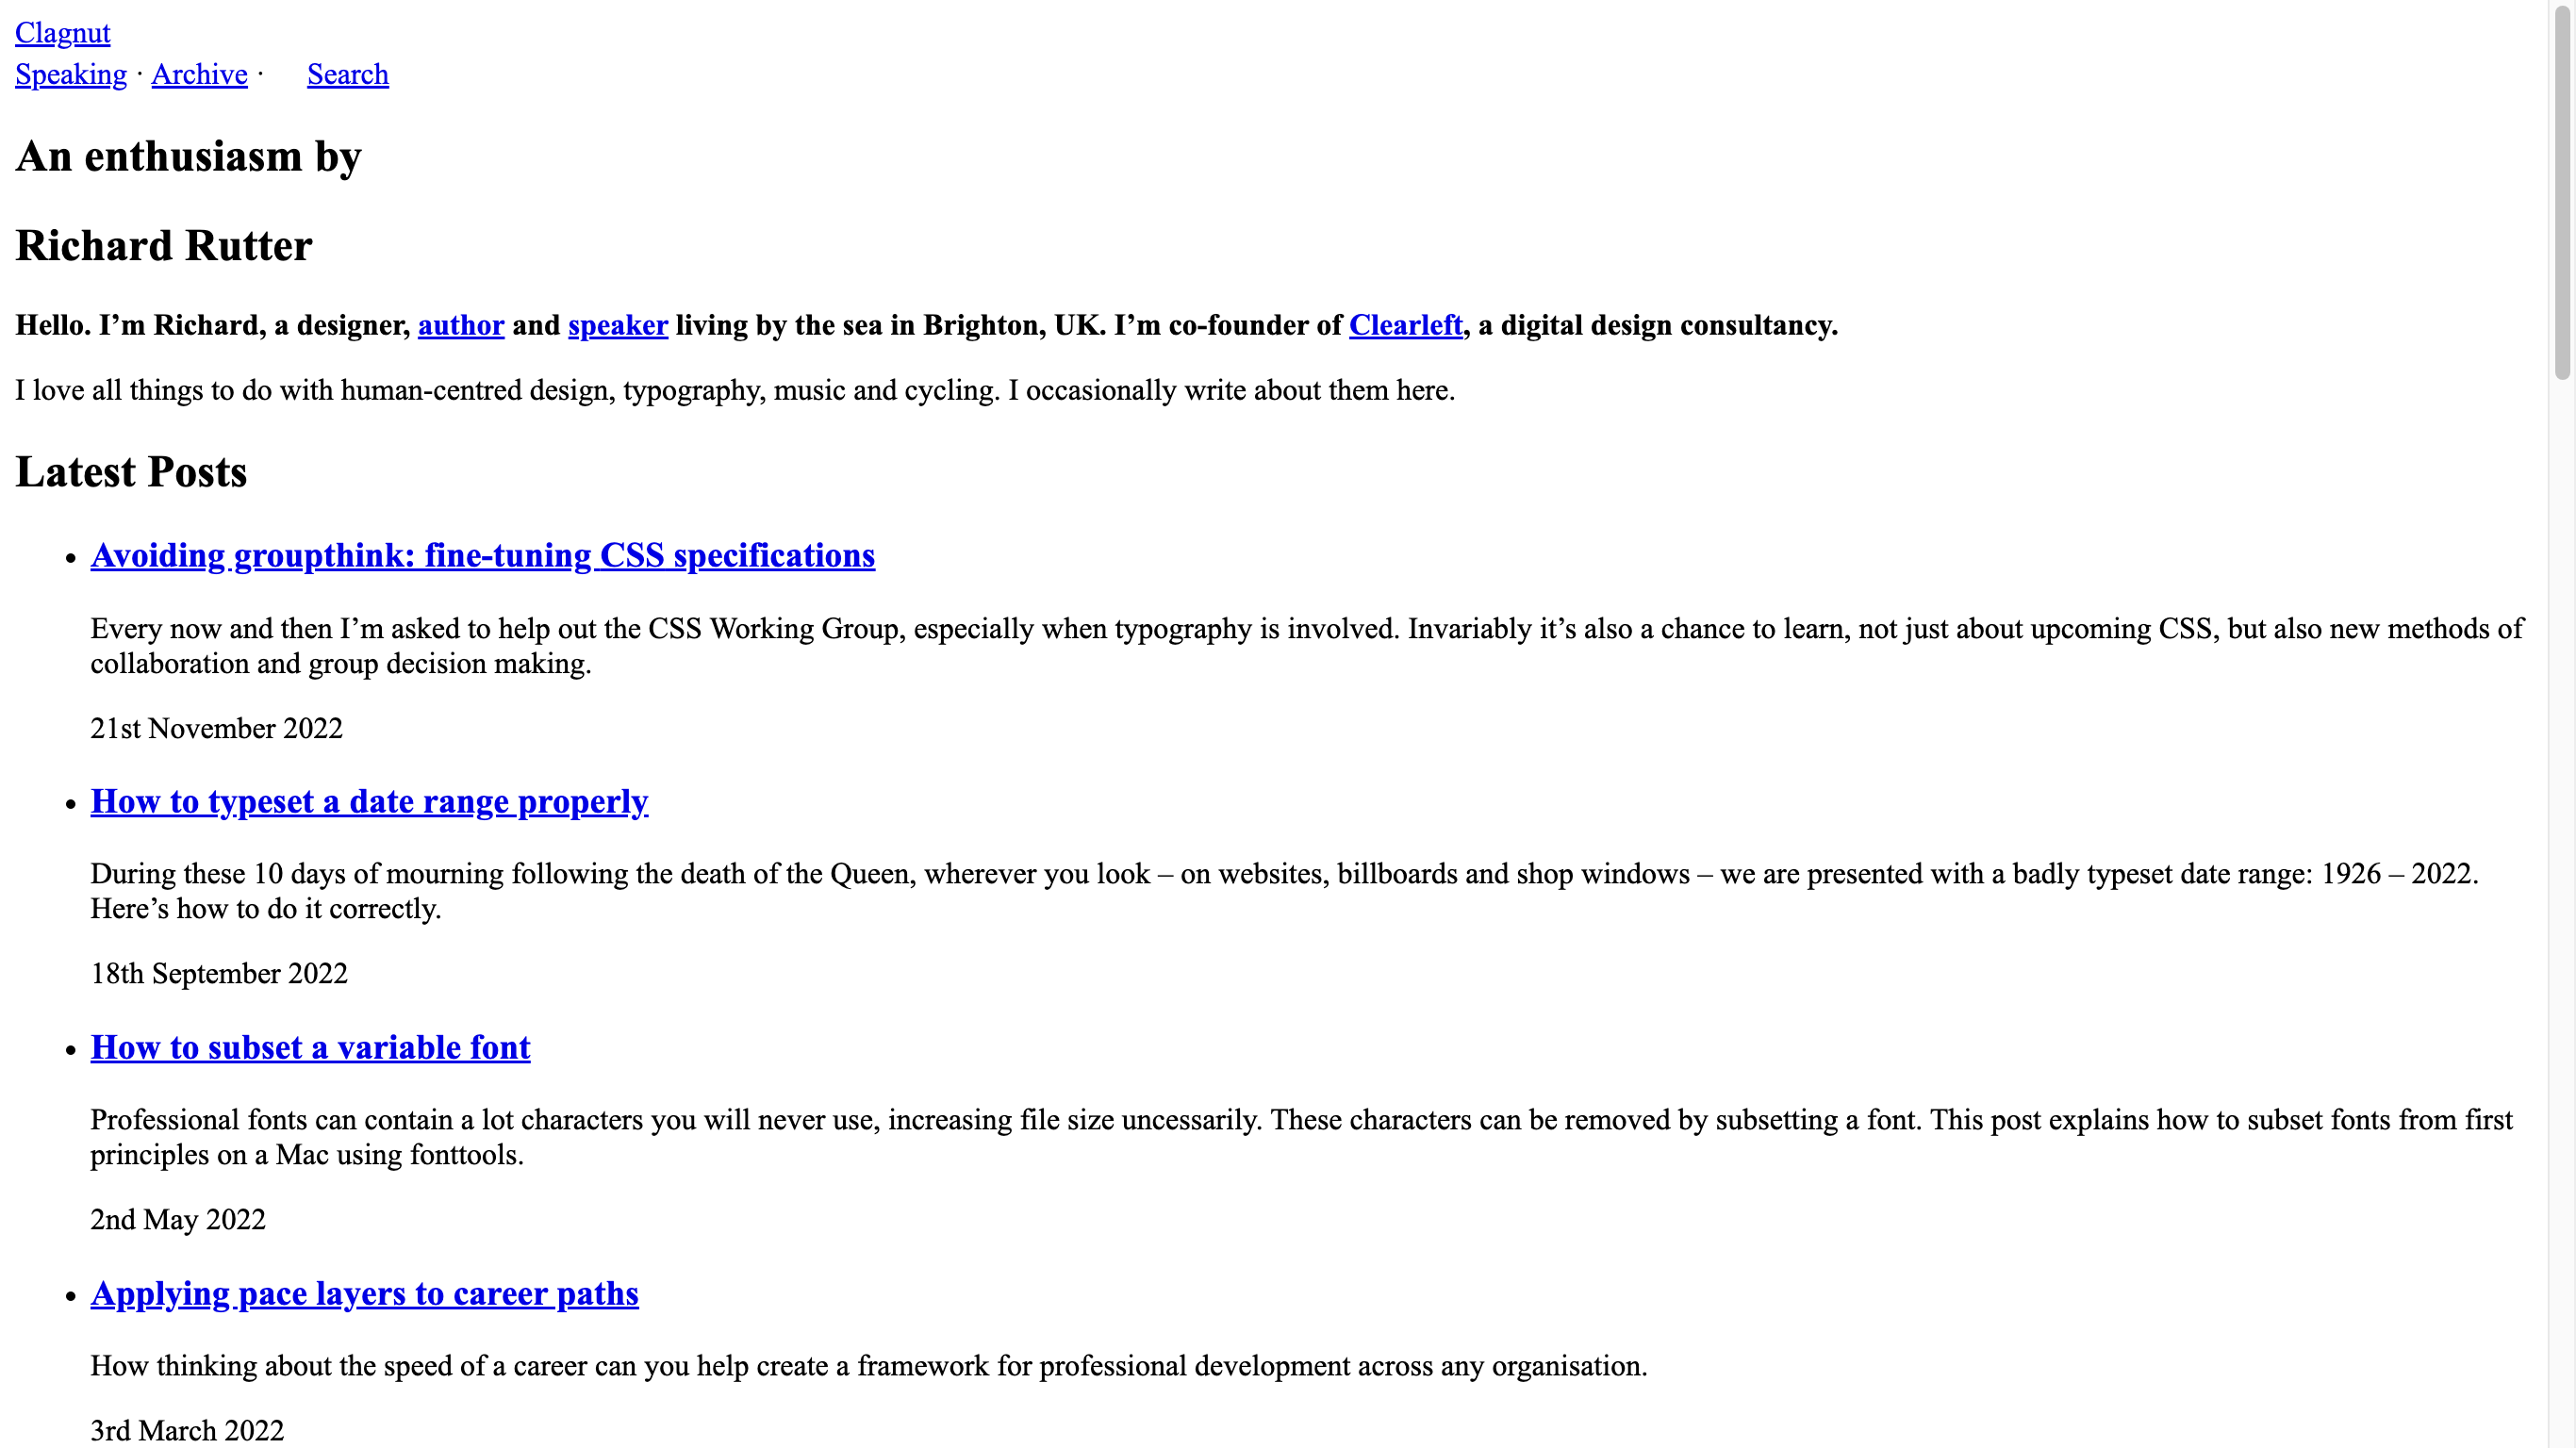 Clagnut
Speaking · Archive · Search
An enthusiasm by
Richard Rutter
Hello. I’m Richard, a designer, author and speaker living by the sea in Brighton, UK. I’m co-founder of Clearleft, a digital design consultancy.
I love all things to do with human-centred design, typography, music and cycling. I occasionally write about them here.
Latest Posts
• Avoiding groupthink: fine-tuning CSS specifications
Every now and then I’m asked to help out the CSS Working Group, especially when typography is involved. Invariably it’s also a chance to learn, not just about upcoming CSS, but also new methods of
collaboration and group decision making.
21st November 2022
• How to typeset a date range properly
During these 10 days of mourning following the death of the Queen, wherever you look – on websites, billboards and shop windows – we are presented with a badly typeset date range: 1926 – 2022.
Here’s how to do it correctly.
18th September 2022
• How to subset a variable font
Professional fonts can contain a lot characters you will never use, increasing file size uncessarily. These characters can be removed by subsetting a font. This post explains how to subset fonts from first
principles on a Mac using fonttools.
2nd May 2022
• Applying pace layers to career paths
How thinking about the speed of a career can you help create a framework for professional development across any organisation.
3rd March 2022